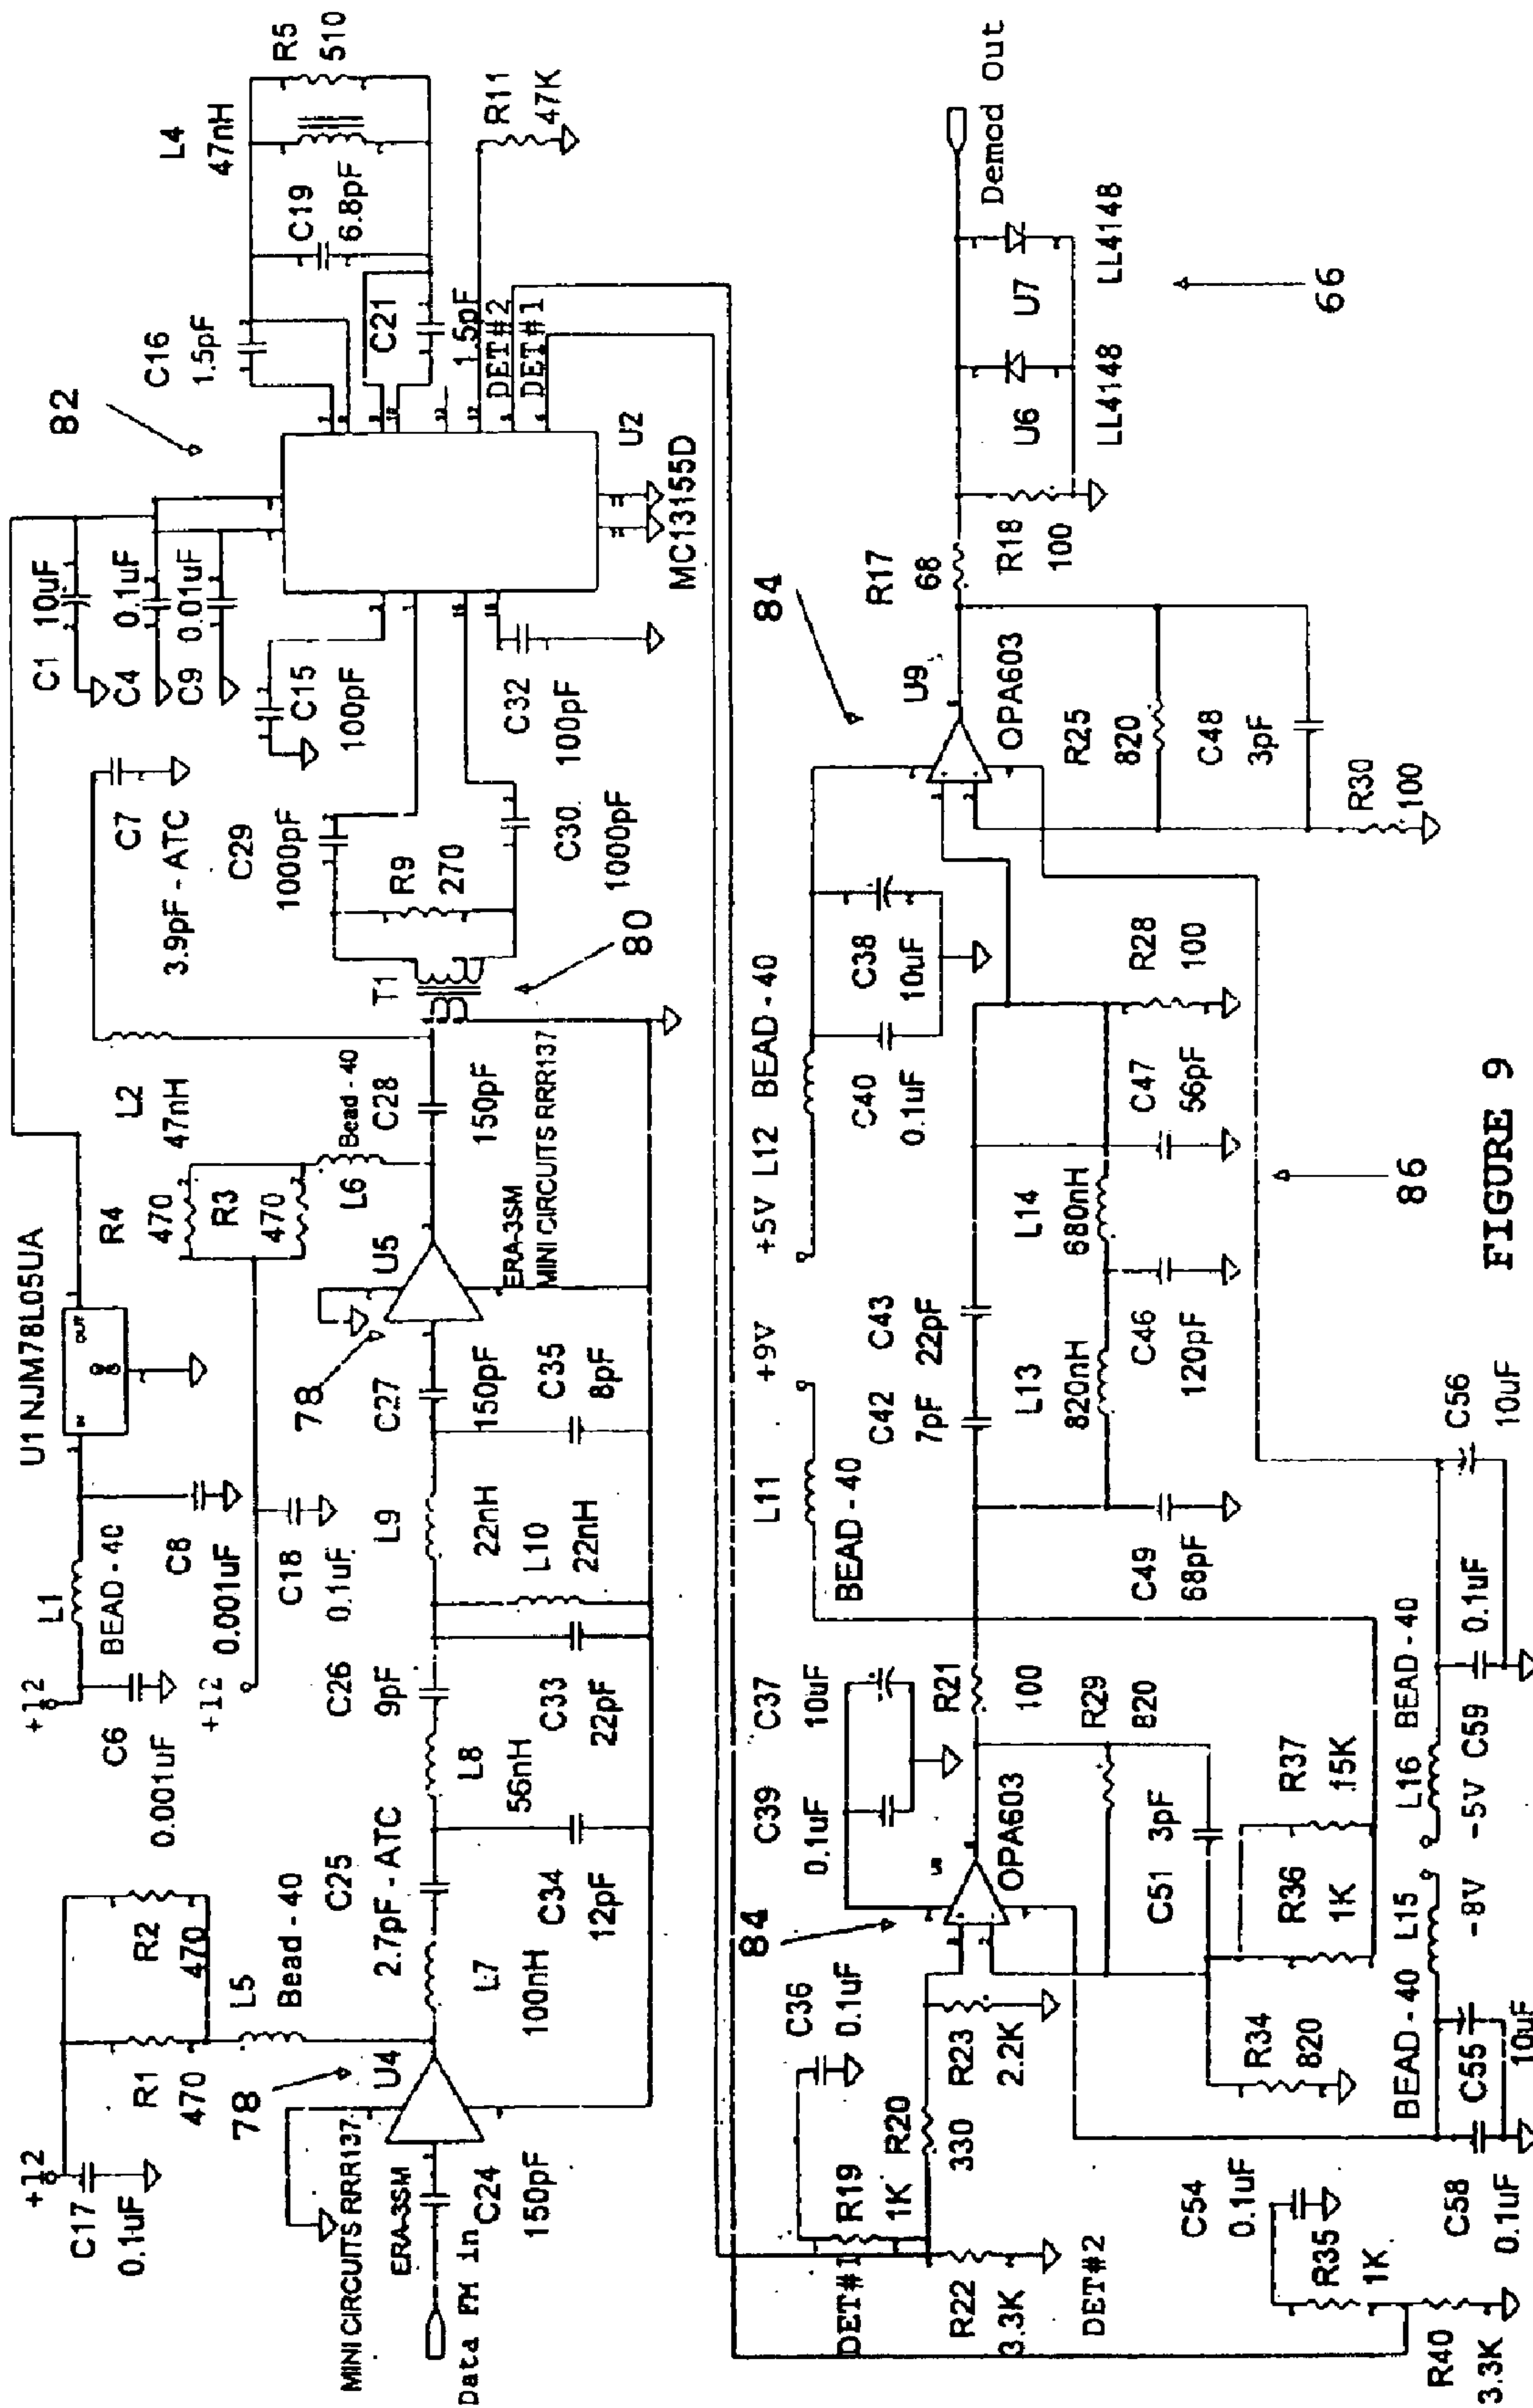 +12
C17
0.1uF
R1
470
R2
470
L5
Bead - 40
78
U4
MINI CIRCUITS RRR137
ERA-3SM
Data FM in
C24
150pF
L7
100nH
C25
2.7pF - ATC
C34
12pF
L8
56nH
C26
9pF
C33
22pF
L9
22nH
L10
22nH
C27
150pF
C35
8pF
78
U5
ERA-3SM
MINI CIRCUITS RRR137
+12
C6
0.001uF
L1
BEAD - 40
C8
0.001uF
U1 NJM78L05UA
IN
OUT
+12
C18
0.1uF
R4
470
R3
470
L6
Bead - 40
C28
150pF
L2
47nH
C7
3.9pF - ATC
T1
80
R9
270
C29
1000pF
C30
1000pF
C1
10uF
C4
0.1uF
C9
0.01uF
C15
100pF
C32
100pF
82
U2
MC13155D
C16
1.5pF
C19
6.8pF
L4
47nH
R5
510
C21
1.5pF
R11
47K
DET#2
DET#1
DET#1
R19
1K
C36
0.1uF
R20
330
R22
3.3K
DET#2
R23
2.2K
84
OPA603
C39
0.1uF
C37
10uF
R21
100
R29
820
C51
3pF
R34
820
R36
1K
R37
15K
C54
0.1uF
R35
1K
R40
3.3K
C58
0.1uF
C55
10uF
BEAD - 40
L15
-8V
-5V
L16
BEAD - 40
C59
0.1uF
C56
10uF
L11
BEAD - 40
+9V
+5V
L12
BEAD - 40
C40
0.1uF
C38
10uF
C42
7pF
C43
22pF
L13
820nH
L14
680nH
C49
68pF
C46
120pF
C47
56pF
R28
100
86
84
U9
OPA603
R25
820
C48
3pF
R30
100
R17
68
R18
100
U6
LL4148
U7
LL4148
Demod Out
66
FIGURE 9